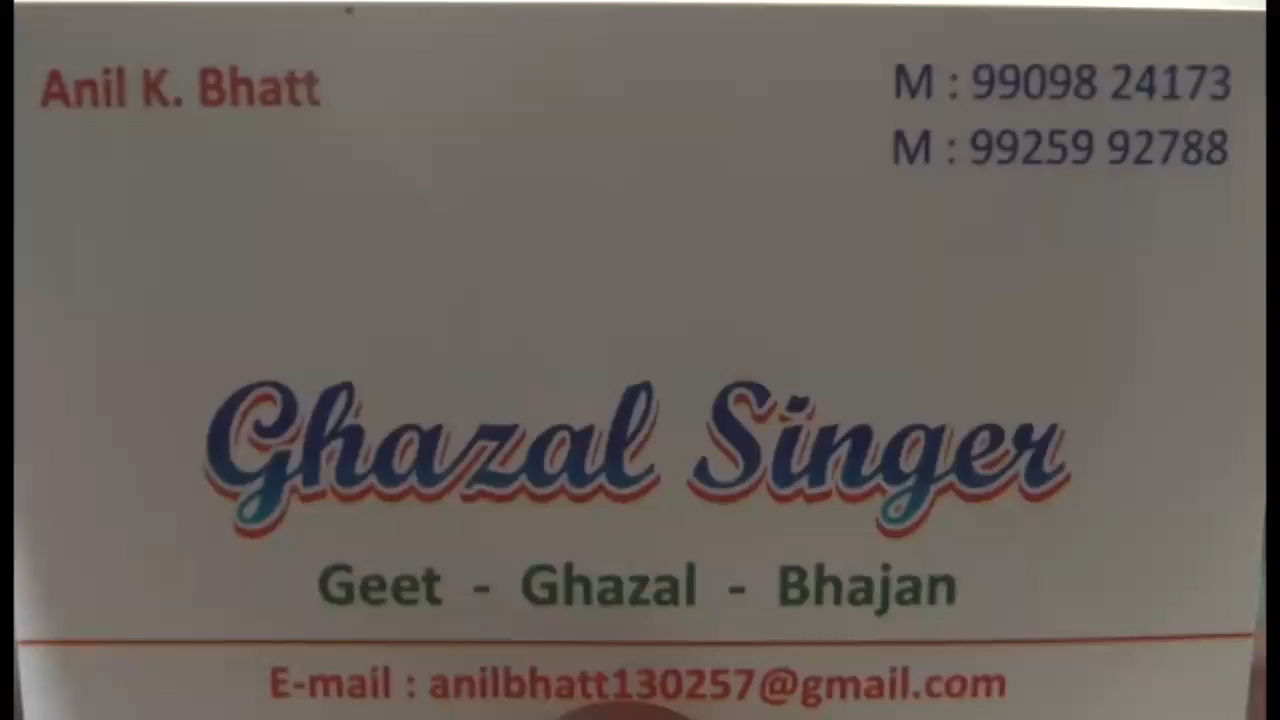 Anil K. Bhatt
M : 99098 24173
M : 99259 92788
Ghazal Singer
Geet - Ghazal - Bhajan
E-mail : anilbhatt130257@gmail.com